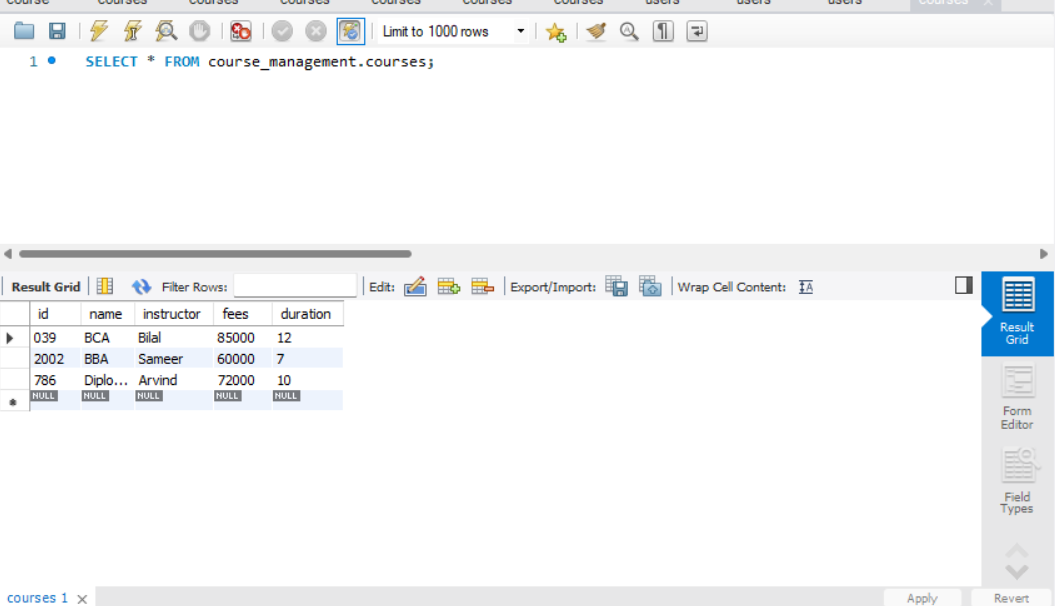 course courses courses courses courses courses courses users users users courses
Limit to 1000 rows
1 SELECT * FROM course_management.courses;
Result Grid Filter Rows: Edit: Export/Import: Wrap Cell Content: IA
id name instructor fees duration
039 BCA Bilal 85000 12
2002 BBA Sameer 60000 7
786 Diplo... Arvind 72000 10
NULL NULL NULL NULL NULL
Result
Grid
Form
Editor
Field
Types
courses 1
Apply Revert